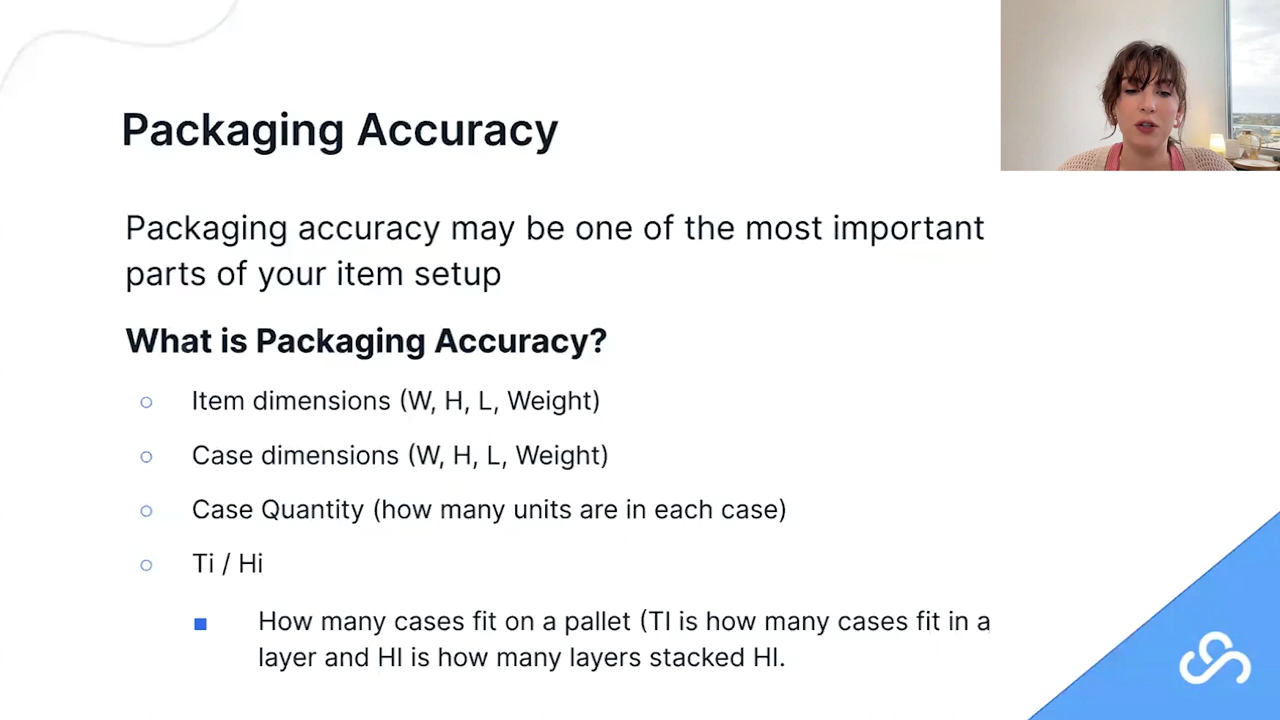 Packaging Accuracy
Packaging accuracy may be one of the most important
parts of your item setup
What is Packaging Accuracy?
Item dimensions (W, H, L, Weight)
Case dimensions (W, H, L, Weight)
Case Quantity (how many units are in each case)
Ti / Hi
How many cases fit on a pallet (TI is how many cases fit in a
layer and HI is how many layers stacked HI.